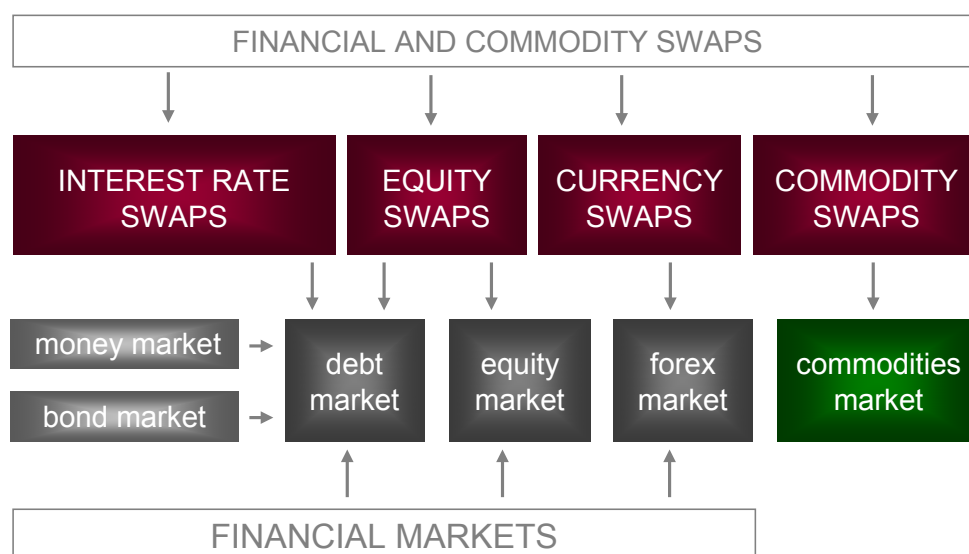 FINANCIAL AND COMMODITY SWAPS
INTEREST RATE
SWAPS
EQUITY
SWAPS
CURRENCY
SWAPS
COMMODITY
SWAPS
money market
bond market
debt
market
equity
market
forex
market
commodities
market
FINANCIAL MARKETS